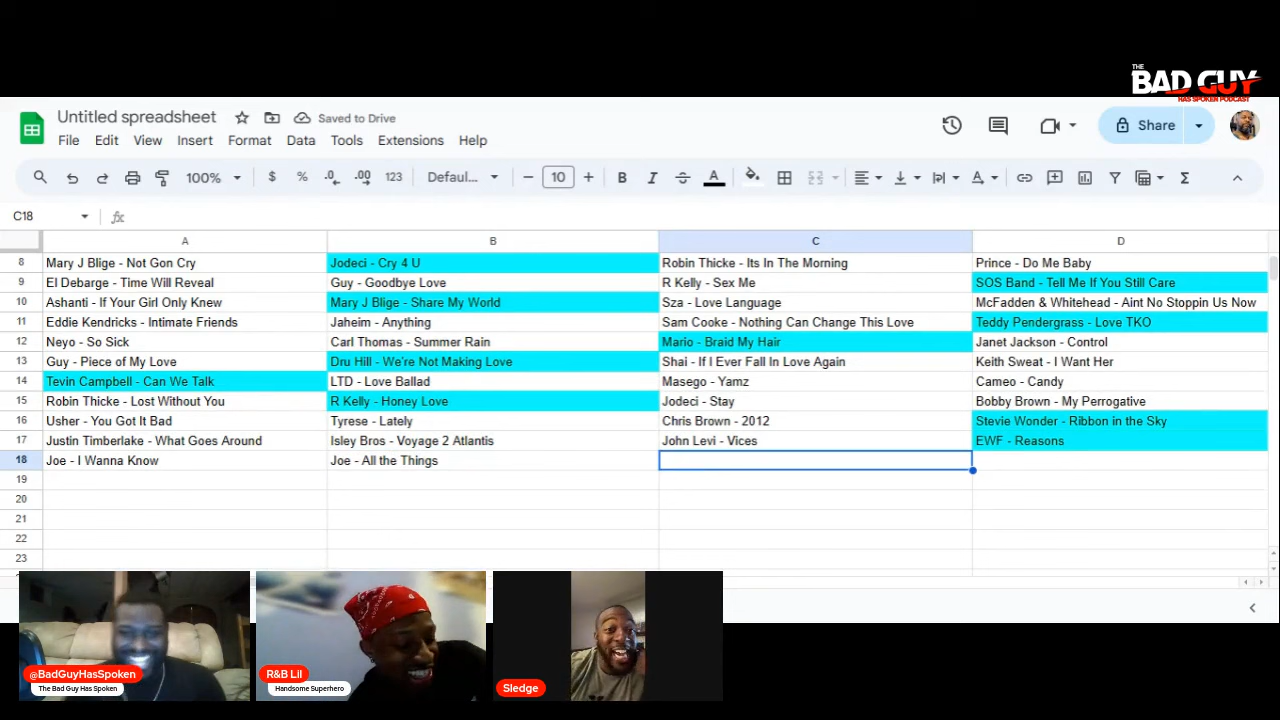 THE
BAD GUY
HAS SPOKEN PODCAST
Untitled spreadsheet
Saved to Drive
File Edit View Insert Format Data Tools Extensions Help
Share
100% $ % .0 .00 123 Defaul... 10 B I A
C18
A B C D
8 Mary J Blige - Not Gon Cry Jodeci - Cry 4 U Robin Thicke - Its In The Morning Prince - Do Me Baby
9 El Debarge - Time Will Reveal Guy - Goodbye Love R Kelly - Sex Me SOS Band - Tell Me If You Still Care
10 Ashanti - If Your Girl Only Knew Mary J Blige - Share My World Sza - Love Language McFadden & Whitehead - Aint No Stoppin Us Now
11 Eddie Kendricks - Intimate Friends Jaheim - Anything Sam Cooke - Nothing Can Change This Love Teddy Pendergrass - Love TKO
12 Neyo - So Sick Carl Thomas - Summer Rain Mario - Braid My Hair Janet Jackson - Control
13 Guy - Piece of My Love Dru Hill - We're Not Making Love Shai - If I Ever Fall In Love Again Keith Sweat - I Want Her
14 Tevin Campbell - Can We Talk LTD - Love Ballad Masego - Yamz Cameo - Candy
15 Robin Thicke - Lost Without You R Kelly - Honey Love Jodeci - Stay Bobby Brown - My Perrogative
16 Usher - You Got It Bad Tyrese - Lately Chris Brown - 2012 Stevie Wonder - Ribbon in the Sky
17 Justin Timberlake - What Goes Around Isley Bros - Voyage 2 Atlantis John Levi - Vices EWF - Reasons
18 Joe - I Wanna Know Joe - All the Things
19
20
21
22
23
@BadGuyHasSpoken
The Bad Guy Has Spoken
R&B Lil
Handsome Superhero
Sledge